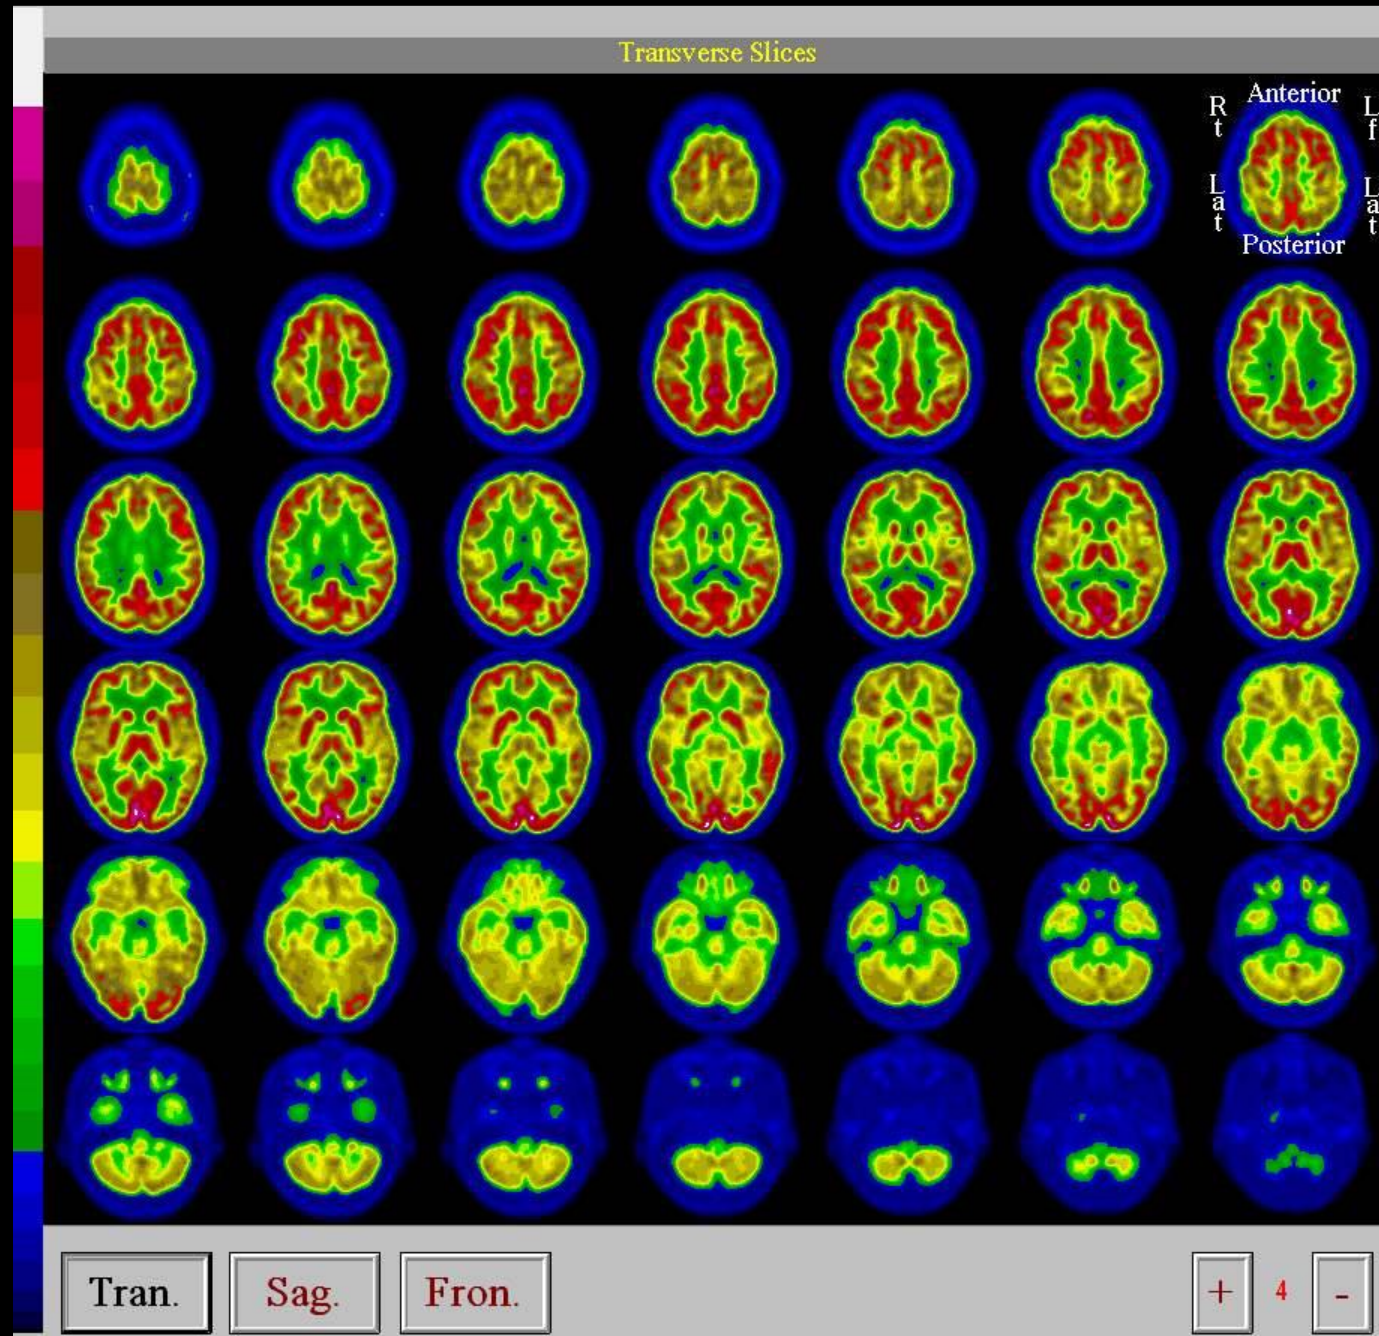 Transverse Slices
Anterior
Rt Lat
Lf Lat
Posterior
Tran.
Sag.
Fron.
+
4
-